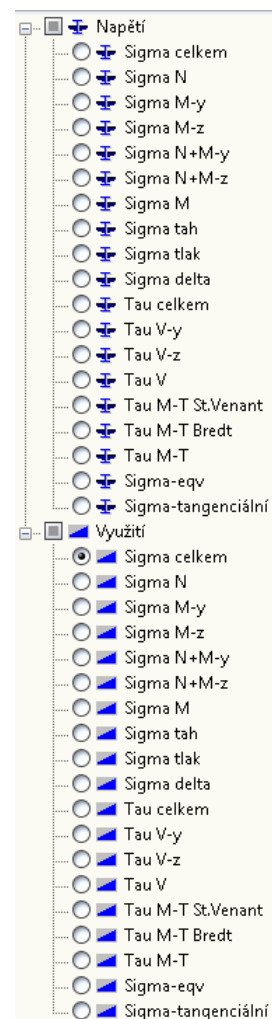 Napětí
Sigma celkem
Sigma N
Sigma M-y
Sigma M-z
Sigma N+M-y
Sigma N+M-z
Sigma M
Sigma tah
Sigma tlak
Sigma delta
Tau celkem
Tau V-y
Tau V-z
Tau V
Tau M-T St.Venant
Tau M-T Bredt
Tau M-T
Sigma-eqv
Sigma-tangenciální
Využití
Sigma celkem
Sigma N
Sigma M-y
Sigma M-z
Sigma N+M-y
Sigma N+M-z
Sigma M
Sigma tah
Sigma tlak
Sigma delta
Tau celkem
Tau V-y
Tau V-z
Tau V
Tau M-T St.Venant
Tau M-T Bredt
Tau M-T
Sigma-eqv
Sigma-tangenciální